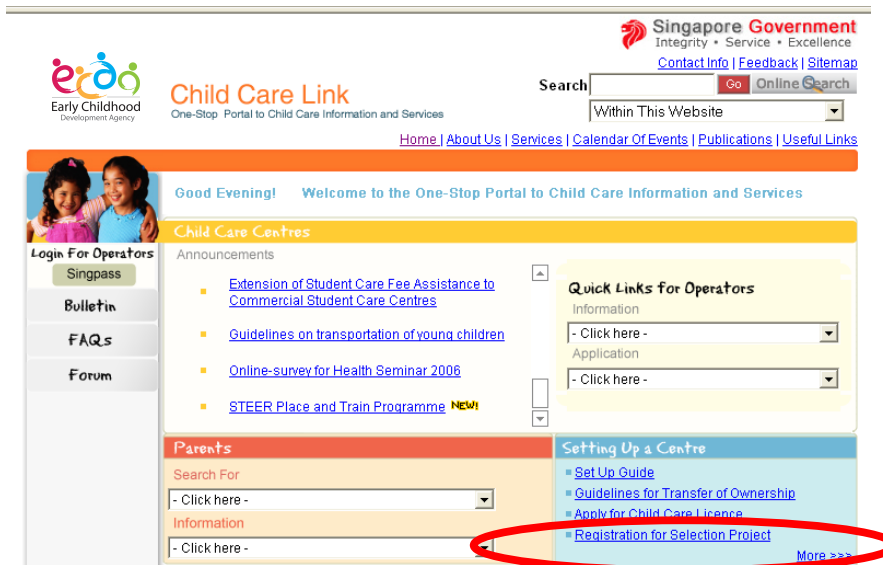 Singapore Government
Integrity • Service • Excellence
Contact Info | Feedback | Sitemap
ecda
Early Childhood
Development Agency
Child Care Link
One-Stop Portal to Child Care Information and Services
Search Go Online Search
Within This Website
Home | About Us | Services | Calendar Of Events | Publications | Useful Links
Good Evening! Welcome to the One-Stop Portal to Child Care Information and Services
Child Care Centres
Login For Operators
Singpass
Bulletin
FAQs
Forum
Announcements
Extension of Student Care Fee Assistance to
Commercial Student Care Centres
Guidelines on transportation of young children
Online-survey for Health Seminar 2006
STEER Place and Train Programme NEW!
Quick Links for Operators
Information
- Click here -
Application
- Click here -
Parents
Search For
- Click here -
Information
- Click here -
Setting Up a Centre
Set Up Guide
Guidelines for Transfer of Ownership
Apply for Child Care Licence
Registration for Selection Project
More >>>